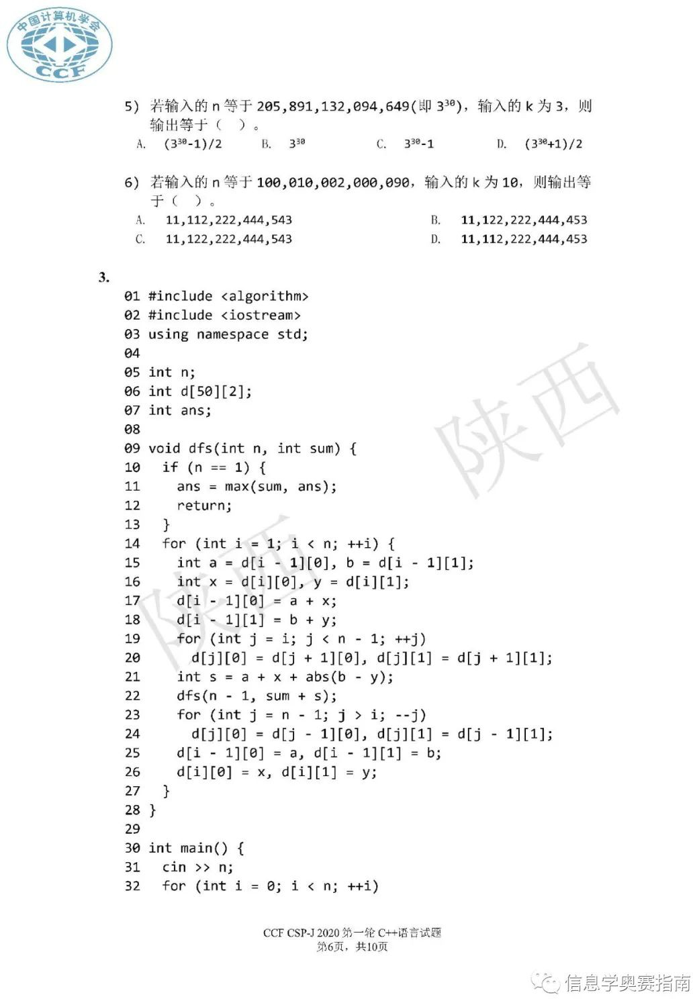 中国计算机学会
CCF
5) 若输入的 n 等于 205,891,132,094,649(即 3³⁰)，输入的 k 为 3，则
输出等于（ ）。
A. (3³⁰-1)/2 B. 3³⁰ C. 3³⁰-1 D. (3³⁰+1)/2
6) 若输入的 n 等于 100,010,002,000,090，输入的 k 为 10，则输出等
于（ ）。
A. 11,112,222,444,543 B. 11,122,222,444,453
C. 11,122,222,444,543 D. 11,112,222,444,453
3.
01 #include <algorithm>
02 #include <iostream>
03 using namespace std;
04
05 int n;
06 int d[50][2];
07 int ans;
08
09 void dfs(int n, int sum) {
10   if (n == 1) {
11     ans = max(sum, ans);
12     return;
13   }
14   for (int i = 1; i < n; ++i) {
15     int a = d[i - 1][0], b = d[i - 1][1];
16     int x = d[i][0], y = d[i][1];
17     d[i - 1][0] = a + x;
18     d[i - 1][1] = b + y;
19     for (int j = i; j < n - 1; ++j)
20       d[j][0] = d[j + 1][0], d[j][1] = d[j + 1][1];
21     int s = a + x + abs(b - y);
22     dfs(n - 1, sum + s);
23     for (int j = n - 1; j > i; --j)
24       d[j][0] = d[j - 1][0], d[j][1] = d[j - 1][1];
25     d[i - 1][0] = a, d[i - 1][1] = b;
26     d[i][0] = x, d[i][1] = y;
27   }
28 }
29
30 int main() {
31   cin >> n;
32   for (int i = 0; i < n; ++i)
陕西
陕西
CCF CSP-J 2020 第一轮 C++语言试题
第6页，共10页
信息学奥赛指南